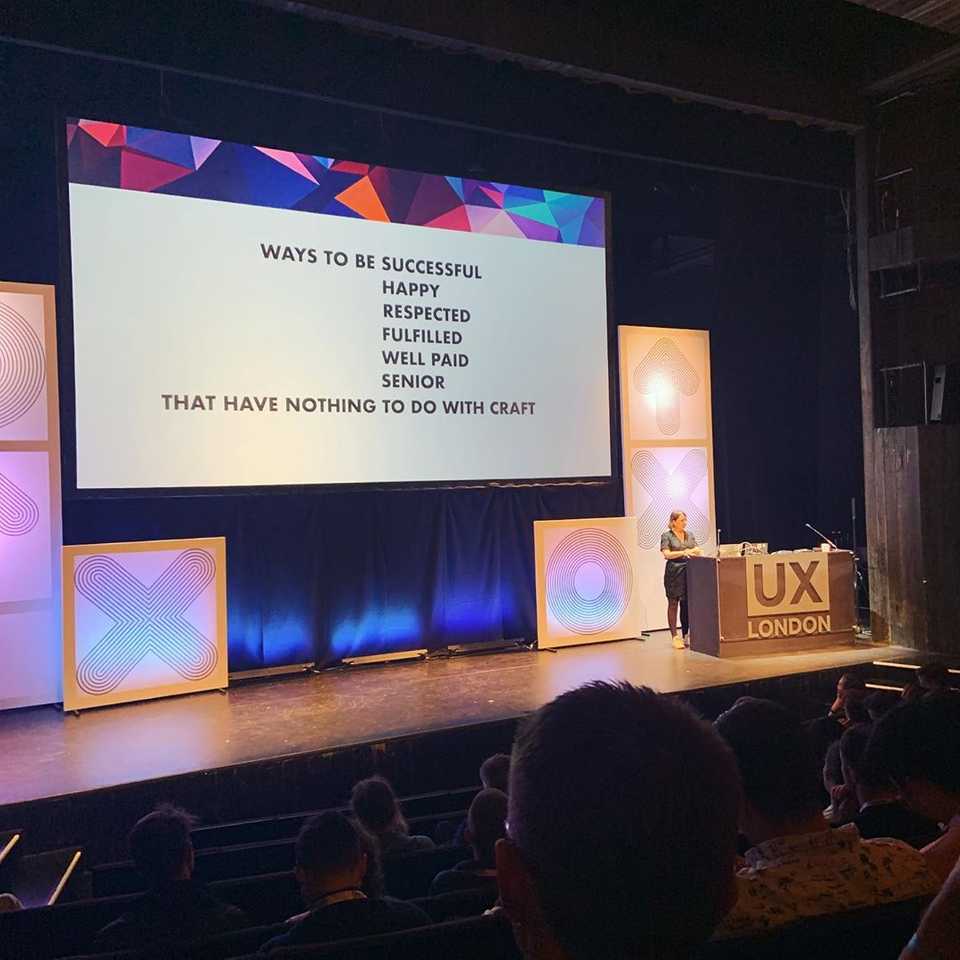 WAYS TO BE SUCCESSFUL
HAPPY
RESPECTED
FULFILLED
WELL PAID
SENIOR
THAT HAVE NOTHING TO DO WITH CRAFT
UX
LONDON